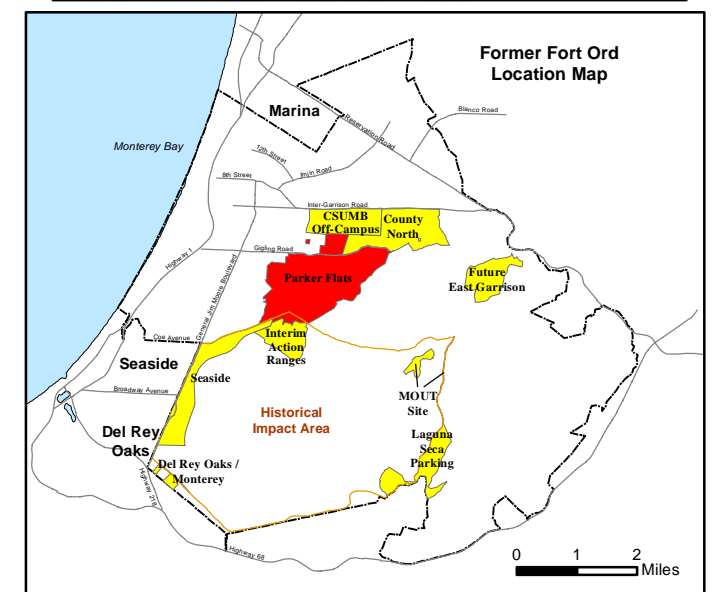 Former Fort Ord
Location Map
Marina
Blanco Road
Reservation Road
Monterey Bay
12th Street
Imjin Road
8th Street
Inter-Garrison Road
CSUMB
Off-Campus
County
North
Gigling Road
Highway 1
General Jim Moore Boulevard
Parker Flats
Future
East Garrison
Coe Avenue
Interim
Action
Ranges
Seaside
Seaside
Broadway Avenue
MOUT
Site
Historical
Impact Area
Del Rey
Oaks
Laguna
Seca
Parking
Del Rey Oaks /
Monterey
Highway 218
Highway 68
0 1 2
Miles